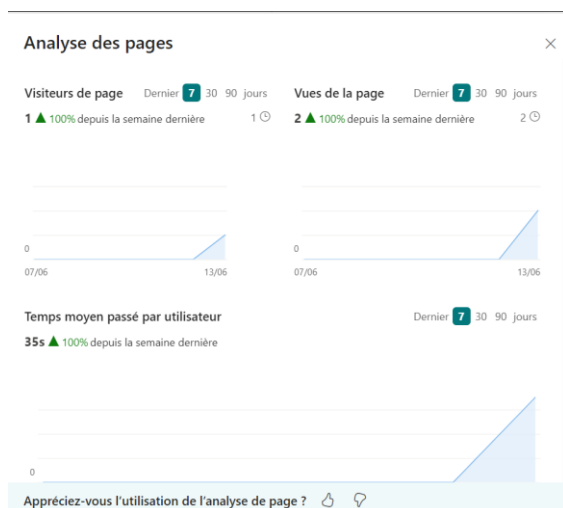 Analyse des pages
Visiteurs de page Dernier 7 30 90 jours
1 ▲ 100% depuis la semaine dernière 1
0
07/06 13/06
Vues de la page Dernier 7 30 90 jours
2 ▲ 100% depuis la semaine dernière 2
0
07/06 13/06
Temps moyen passé par utilisateur Dernier 7 30 90 jours
35s ▲ 100% depuis la semaine dernière
0
Appréciez-vous l'utilisation de l'analyse de page ?